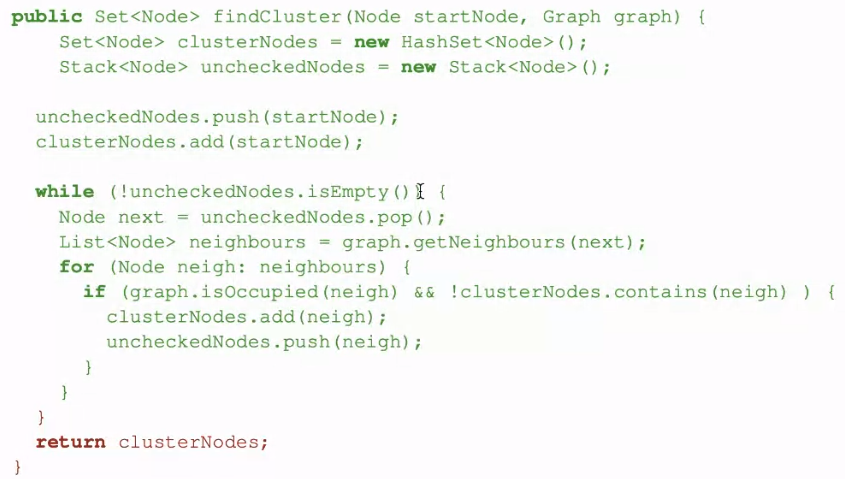 public Set<Node> findCluster(Node startNode, Graph graph) {
    Set<Node> clusterNodes = new HashSet<Node>();
    Stack<Node> uncheckedNodes = new Stack<Node>();
  uncheckedNodes.push(startNode);
  clusterNodes.add(startNode);
  while (!uncheckedNodes.isEmpty()) {
    Node next = uncheckedNodes.pop();
    List<Node> neighbours = graph.getNeighbours(next);
    for (Node neigh: neighbours) {
      if (graph.isOccupied(neigh) && !clusterNodes.contains(neigh) ) {
        clusterNodes.add(neigh);
        uncheckedNodes.push(neigh);
      }
    }
  }
  return clusterNodes;
}